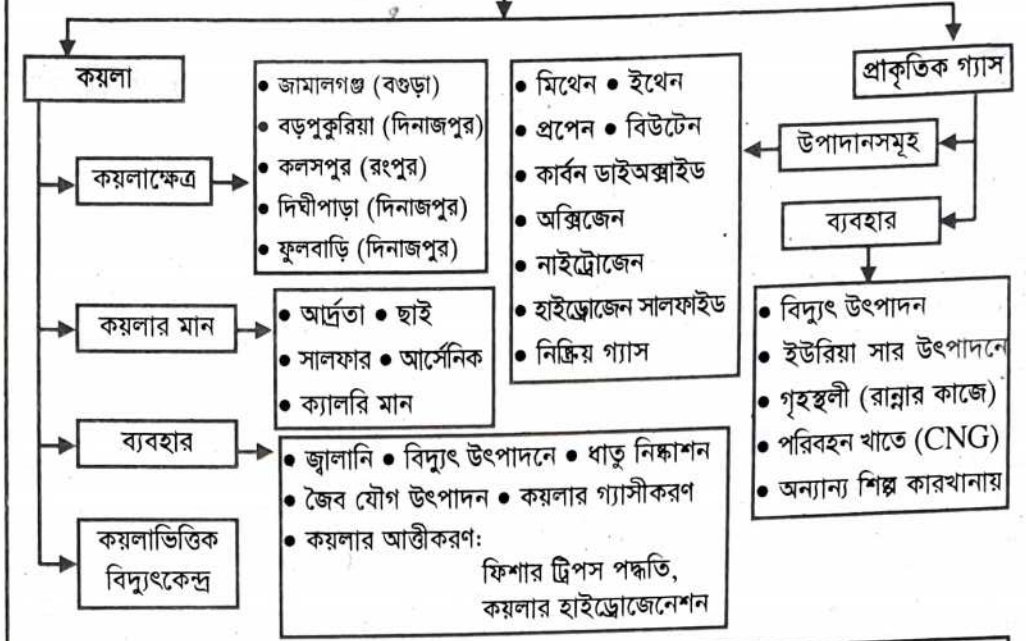 কয়লা
কয়লাক্ষেত্র
• জামালগঞ্জ (বগুড়া)
• বড়পুকুরিয়া (দিনাজপুর)
• কলসপুর (রংপুর)
• দিঘীপাড়া (দিনাজপুর)
• ফুলবাড়ি (দিনাজপুর)
কয়লার মান
• আর্দ্রতা • ছাই
• সালফার • আর্সেনিক
• ক্যালরি মান
ব্যবহার
• জ্বালানি • বিদ্যুৎ উৎপাদনে • ধাতু নিষ্কাশন
• জৈব যৌগ উৎপাদন • কয়লার গ্যাসীকরণ
• কয়লার আত্তীকরণ:
ফিশার ট্রিপস পদ্ধতি,
কয়লার হাইড্রোজেনেশন
কয়লাভিত্তিক
বিদ্যুৎকেন্দ্র
প্রাকৃতিক গ্যাস
উপাদানসমূহ
• মিথেন • ইথেন
• প্রপেন • বিউটেন
• কার্বন ডাইঅক্সাইড
• অক্সিজেন
• নাইট্রোজেন
• হাইড্রোজেন সালফাইড
• নিষ্ক্রিয় গ্যাস
ব্যবহার
• বিদ্যুৎ উৎপাদন
• ইউরিয়া সার উৎপাদনে
• গৃহস্থলী (রান্নার কাজে)
• পরিবহন খাতে (CNG)
• অন্যান্য শিল্প কারখানায়